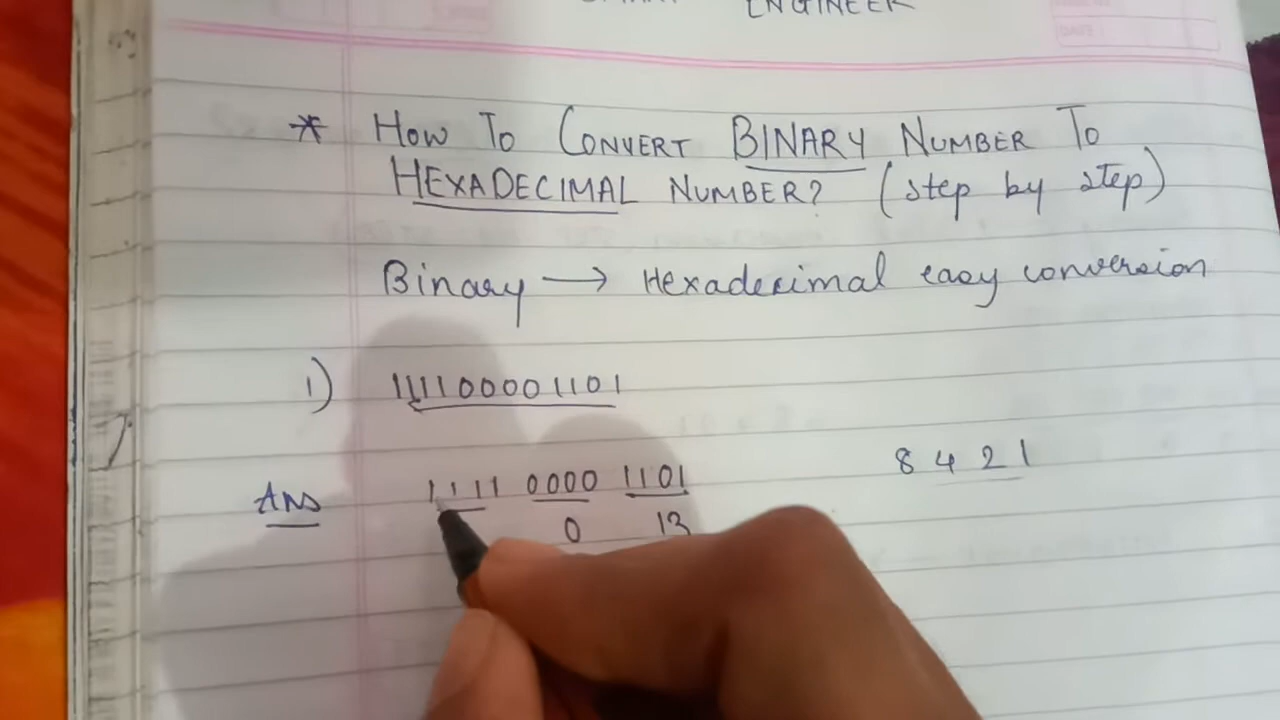 ENGINEER
* HOW TO CONVERT BINARY NUMBER TO
HEXADECIMAL NUMBER? (step by step)
Binary → Hexadecimal easy conversion
1) 111100001101
8 4 2 1
Ans 1111 0000 1101
0 13